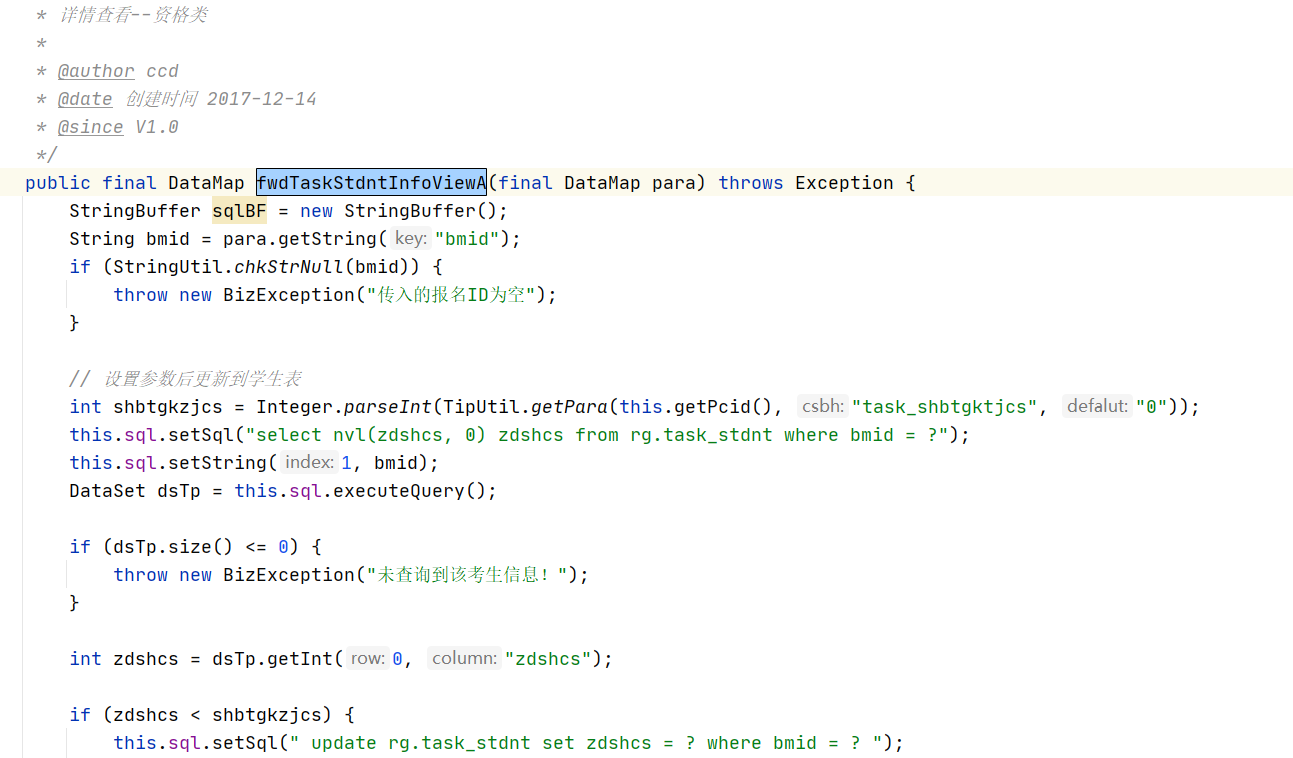 * 详情查看--资格类
*
* @author ccd
* @date 创建时间 2017-12-14
* @since V1.0
*/
public final DataMap fwdTaskStdntInfoViewA(final DataMap para) throws Exception {
StringBuffer sqlBF = new StringBuffer();
String bmid = para.getString( key: "bmid");
if (StringUtil.chkStrNull(bmid)) {
throw new BizException("传入的报名ID为空");
}
// 设置参数后更新到学生表
int shbtgkzjcs = Integer.parseInt(TipUtil.getPara(this.getPcid(), csbh: "task_shbtgktjcs", defalut: "0"));
this.sql.setSql("select nvl(zdshcs, 0) zdshcs from rg.task_stdnt where bmid = ?");
this.sql.setString( index: 1, bmid);
DataSet dsTp = this.sql.executeQuery();
if (dsTp.size() <= 0) {
throw new BizException("未查询到该考生信息！");
}
int zdshcs = dsTp.getInt( row: 0, column: "zdshcs");
if (zdshcs < shbtgkzjcs) {
this.sql.setSql(" update rg.task_stdnt set zdshcs = ? where bmid = ? ");